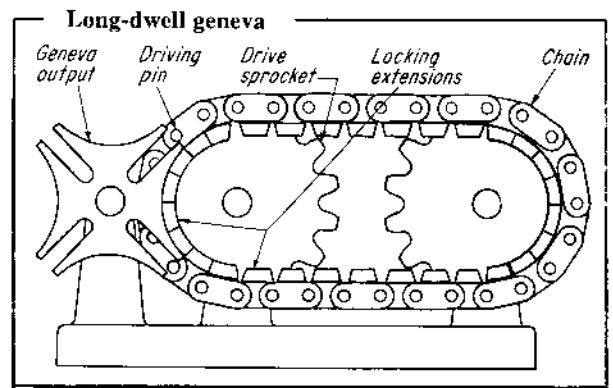 Long-dwell geneva
Geneva
output
Driving
pin
Drive
sprocket
Locking
extensions
Chain